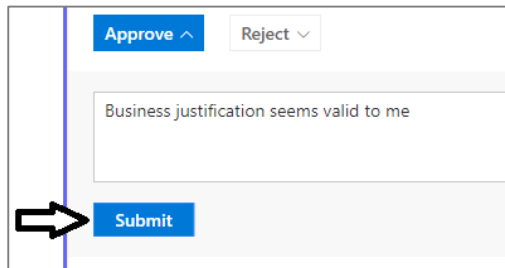 Approve Reject
Business justification seems valid to me
Submit